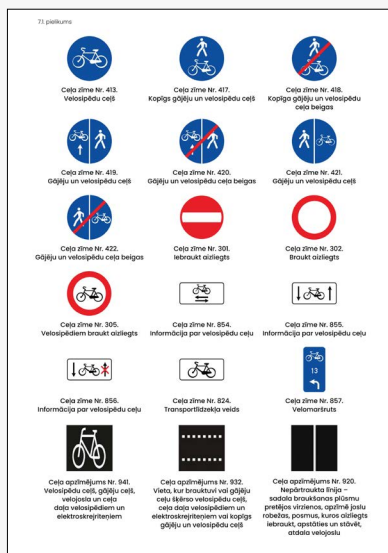 7.1. pielikums
Ceļa zīme Nr. 413.
Velosipēdu ceļš
Ceļa zīme Nr. 417.
Kopīgs gājēju un velosipēdu ceļš
Ceļa zīme Nr. 418.
Kopīga gājēju un velosipēdu
ceļa beigas
Ceļa zīme Nr. 419.
Gājēju un velosipēdu ceļš
Ceļa zīme Nr. 420.
Gājēju un velosipēdu ceļa beigas
Ceļa zīme Nr. 421.
Gājēju un velosipēdu ceļš
Ceļa zīme Nr. 422.
Gājēju un velosipēdu ceļa beigas
Ceļa zīme Nr. 301.
Iebraukt aizliegts
Ceļa zīme Nr. 302.
Braukt aizliegts
Ceļa zīme Nr. 305.
Velosipēdiem braukt aizliegts
Ceļa zīme Nr. 854.
Informācija par velosipēdu ceļu
Ceļa zīme Nr. 855.
Informācija par velosipēdu ceļu
13
Ceļa zīme Nr. 856.
Informācija par velosipēdu ceļu
Ceļa zīme Nr. 824.
Transportlīdzekļa veids
Ceļa zīme Nr. 857.
Velomaršruts
Ceļa apzīmējums Nr. 941.
Velosipēdu ceļš, gājēju ceļš,
velojosla un ceļa
daļa velosipēdiem un
elektroskrejriteņiem
Ceļa apzīmējums Nr. 932.
Vieta, kur brauktuvi vai gājēju
ceļu šķērso velosipēdu ceļš,
ceļa daļa velosipēdiem un
elektroskrejriteņiem vai kopīgs
gājēju un velosipēdu ceļš
Ceļa apzīmējums Nr. 920.
Nepārtraukta līnija –
sadala braukšanas plūsmu
pretējos virzienos, apzīmē joslu
robežas, posmus, kuros aizliegts
iebraukt, apstāties un stāvēt,
atdala velojoslu